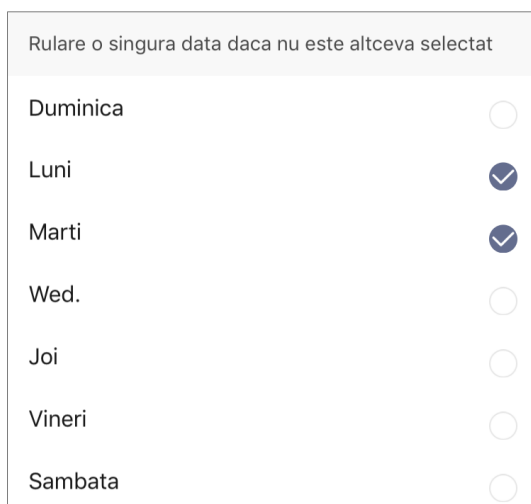 Rulare o singura data daca nu este altceva selectat
Duminica
Luni
Marti
Wed.
Joi
Vineri
Sambata